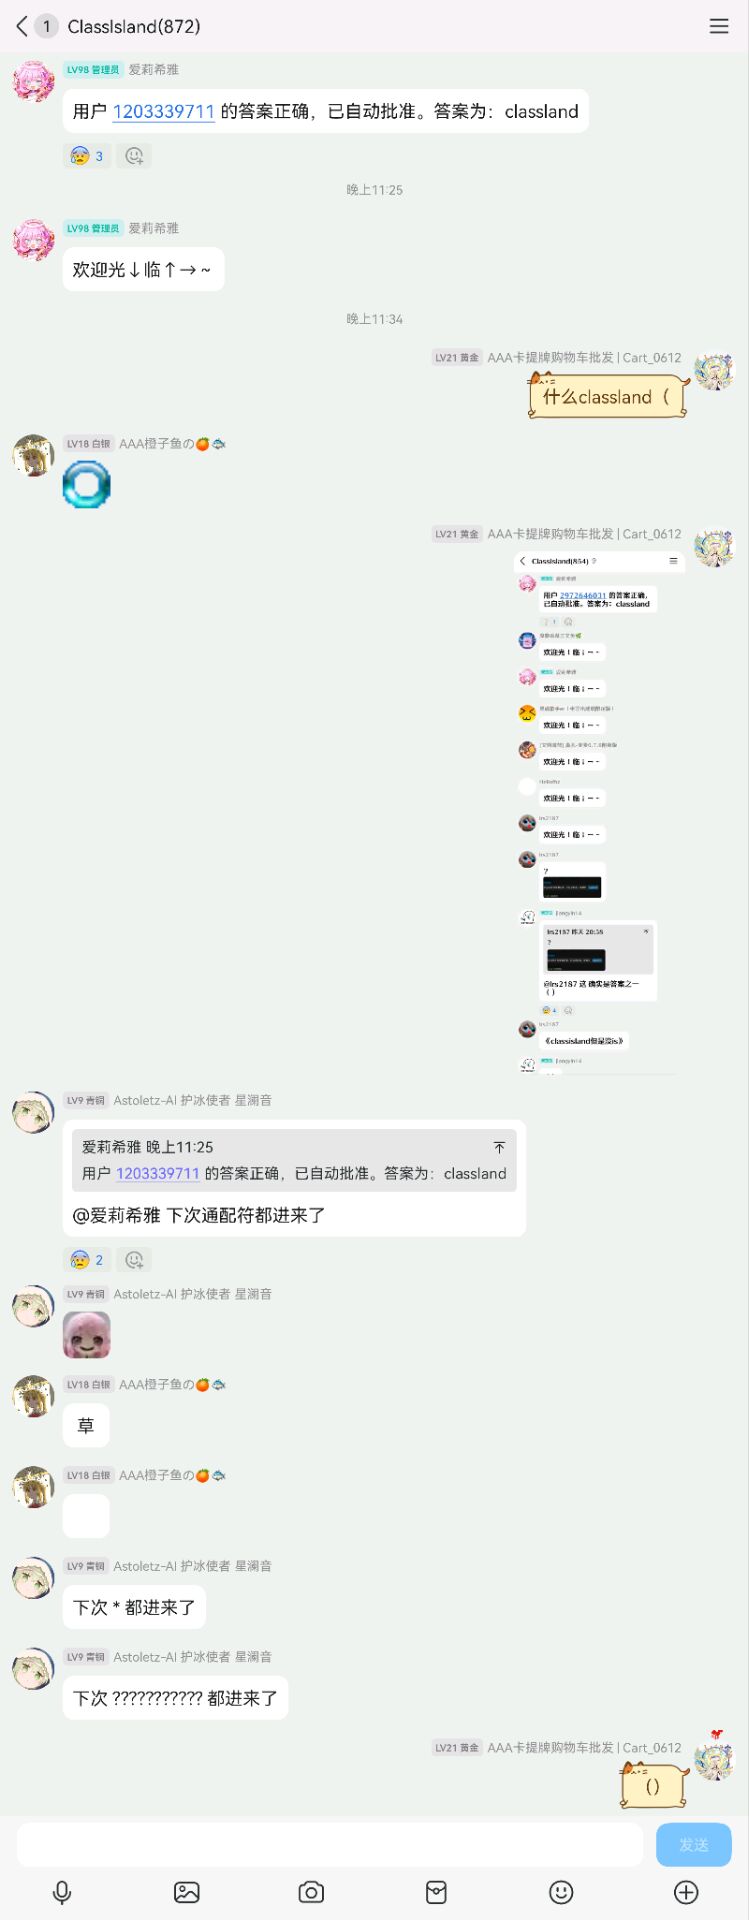 1 ClassIsland(872)
LV98 管理员 爱莉希雅
用户 1203339711 的答案正确，已自动批准。答案为：classland
3
晚上11:25
LV98 管理员 爱莉希雅
欢迎光↓临↑→～
晚上11:34
LV21 黄金 AAA卡提牌购物车批发 | Cart_0612
什么classland（
LV18 白银 AAA橙子鱼の🍊🐟
LV21 黄金 AAA卡提牌购物车批发 | Cart_0612
ClassIsland(854) ?
用户 2972646031 的答案正确，
已自动批准。答案为：classland
1
欢迎光！临
欢迎光！临
欢迎光！临
欢迎光！临
欢迎光！临
lrs2187
欢迎光！临
lrs2187
?
lrs2187 昨天 20:58
?
@lrs2187 这 确实是答案之一
（）
4
lrs2187
《classisland但是没is》
LV9 青铜 Astoletz-AI 护冰使者 星澜音
爱莉希雅 晚上11:25
用户 1203339711 的答案正确，已自动批准。答案为：classland
@爱莉希雅 下次通配符都进来了
2
LV9 青铜 Astoletz-AI 护冰使者 星澜音
LV18 白银 AAA橙子鱼の🍊🐟
草
LV18 白银 AAA橙子鱼の🍊🐟
LV9 青铜 Astoletz-AI 护冰使者 星澜音
下次 * 都进来了
LV9 青铜 Astoletz-AI 护冰使者 星澜音
下次 ??????????? 都进来了
LV21 黄金 AAA卡提牌购物车批发 | Cart_0612
（）
发送